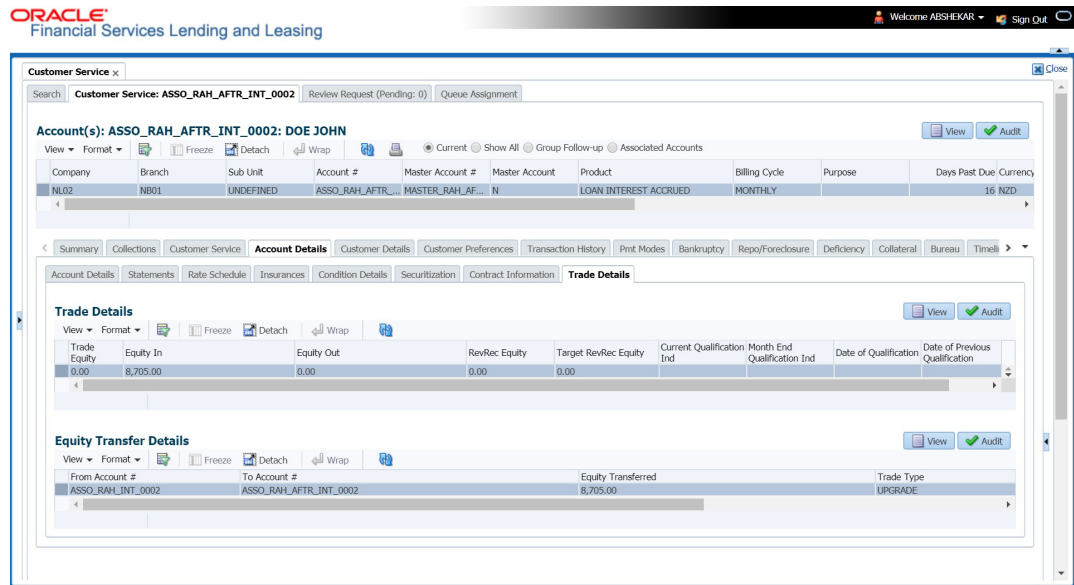 ORACLE®
Financial Services Lending and Leasing
Welcome ABSHEKAR
Sign Out
Customer Service
Close
Search
Customer Service: ASSO_RAH_AFTR_INT_0002
Review Request (Pending: 0)
Queue Assignment
Account(s): ASSO_RAH_AFTR_INT_0002: DOE JOHN
View
Audit
View Format Freeze Detach Wrap Current Show All Group Follow-up Associated Accounts
Company Branch Sub Unit Account # Master Account # Master Account Product Billing Cycle Purpose Days Past Due Currency
NL02 NB01 UNDEFINED ASSO_RAH_AFTR_... MASTER_RAH_AF... N LOAN INTEREST ACCRUED MONTHLY 16 NZD
Summary Collections Customer Service Account Details Customer Details Customer Preferences Transaction History Pmt Modes Bankruptcy Repo/Foreclosure Deficiency Collateral Bureau Timeli
Account Details Statements Rate Schedule Insurances Condition Details Securitization Contract Information Trade Details
Trade Details
View
Audit
View Format Freeze Detach Wrap
Trade Equity Equity In Equity Out RevRec Equity Target RevRec Equity Current Qualification Ind Month End Qualification Ind Date of Qualification Date of Previous Qualification
0.00 8,705.00 0.00 0.00 0.00
Equity Transfer Details
View
Audit
View Format Freeze Detach Wrap
From Account # To Account # Equity Transferred Trade Type
ASSO_RAH_INT_0002 ASSO_RAH_AFTR_INT_0002 8,705.00 UPGRADE